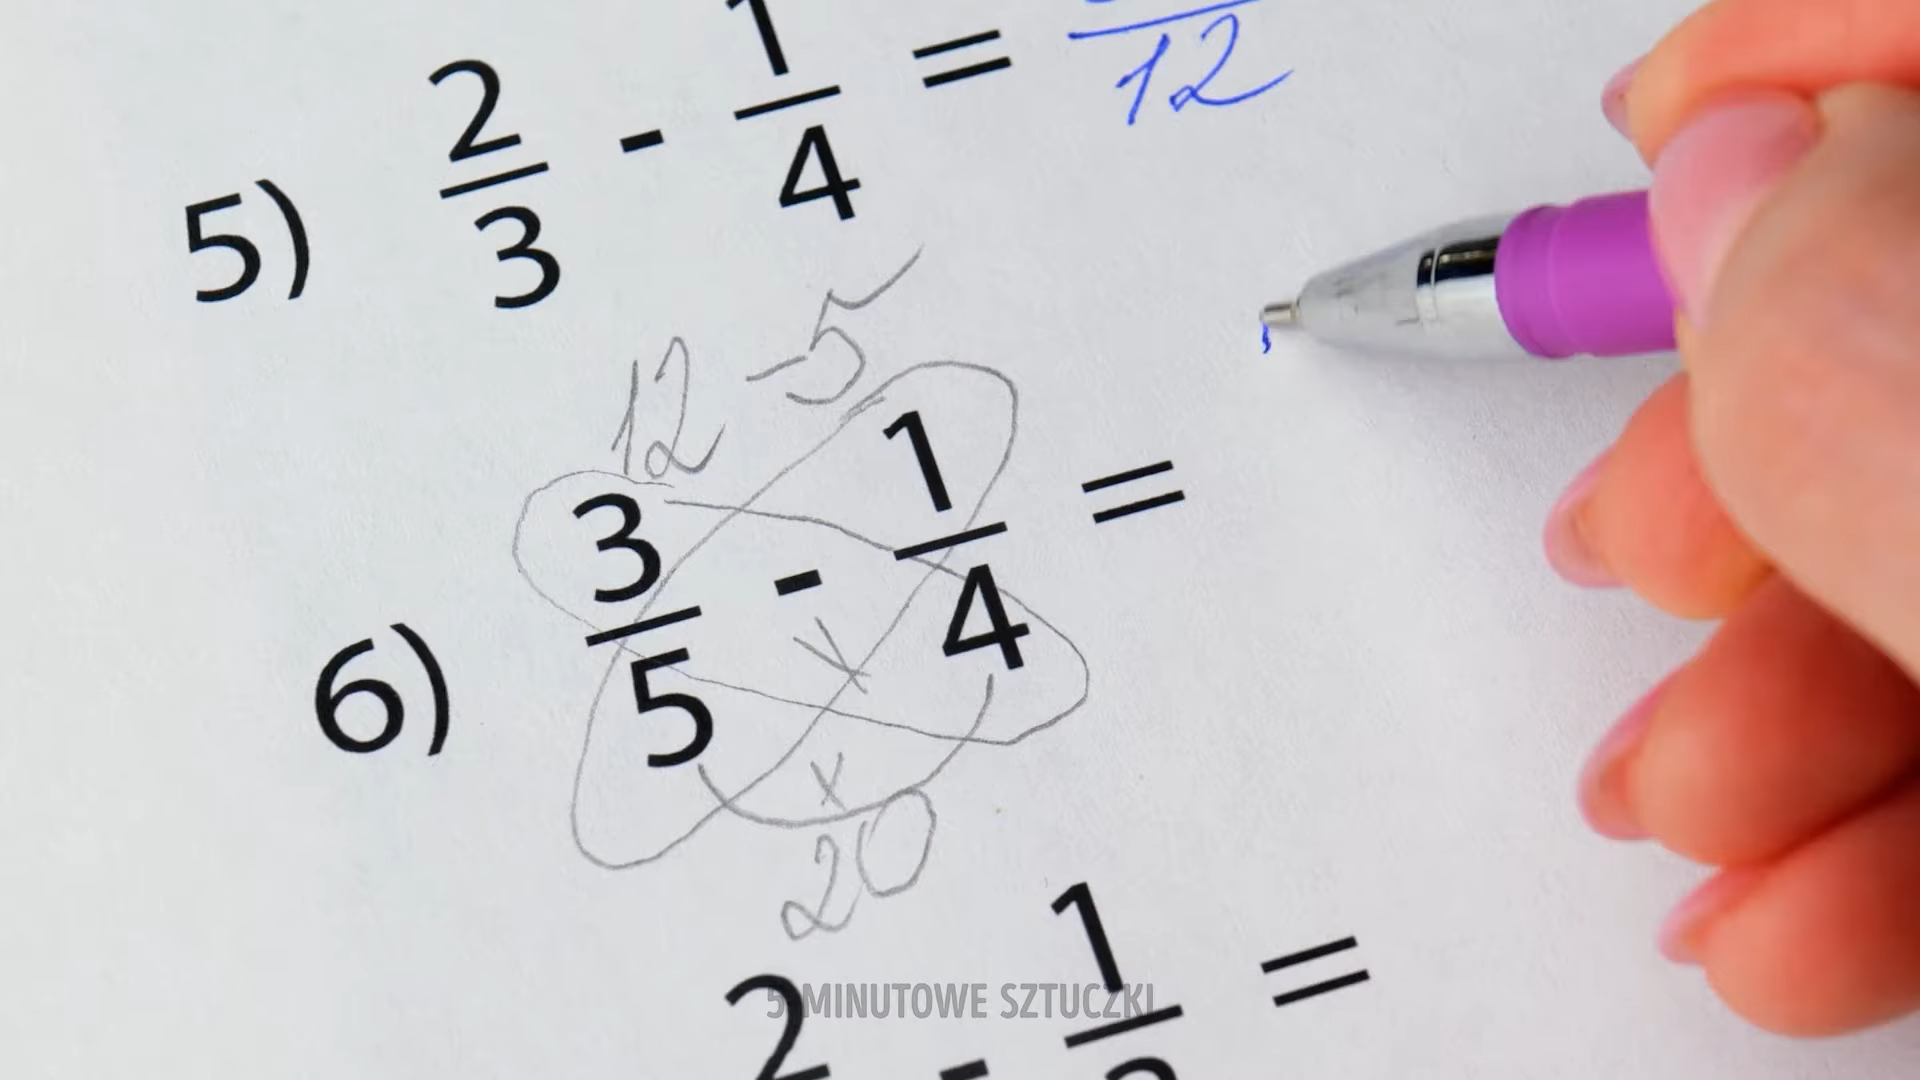 5) 2/3 - 1/4 = /12
12 - 5
6) 3/5 - 1/4 =
x
x
20
2 - 1 =
5-MINUTOWE SZTUCZKI